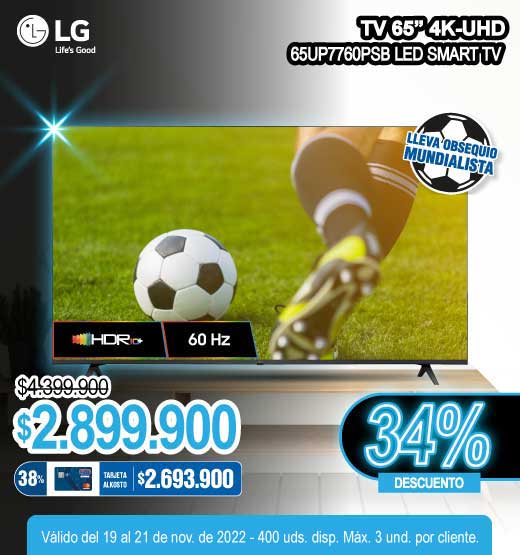 LG
Life's Good
TV 65” 4K-UHD
65UP7760PSB LED SMART TV
LLEVA OBSEQUIO
MUNDIALISTA
HDR10+
60 Hz
$4.399.900
$2.899.900
38%
TARJETA
ALKOSTO
$2.693.900
34%
DESCUENTO
Válido del 19 al 21 de nov. de 2022 - 400 uds. disp. Máx. 3 und. por cliente.